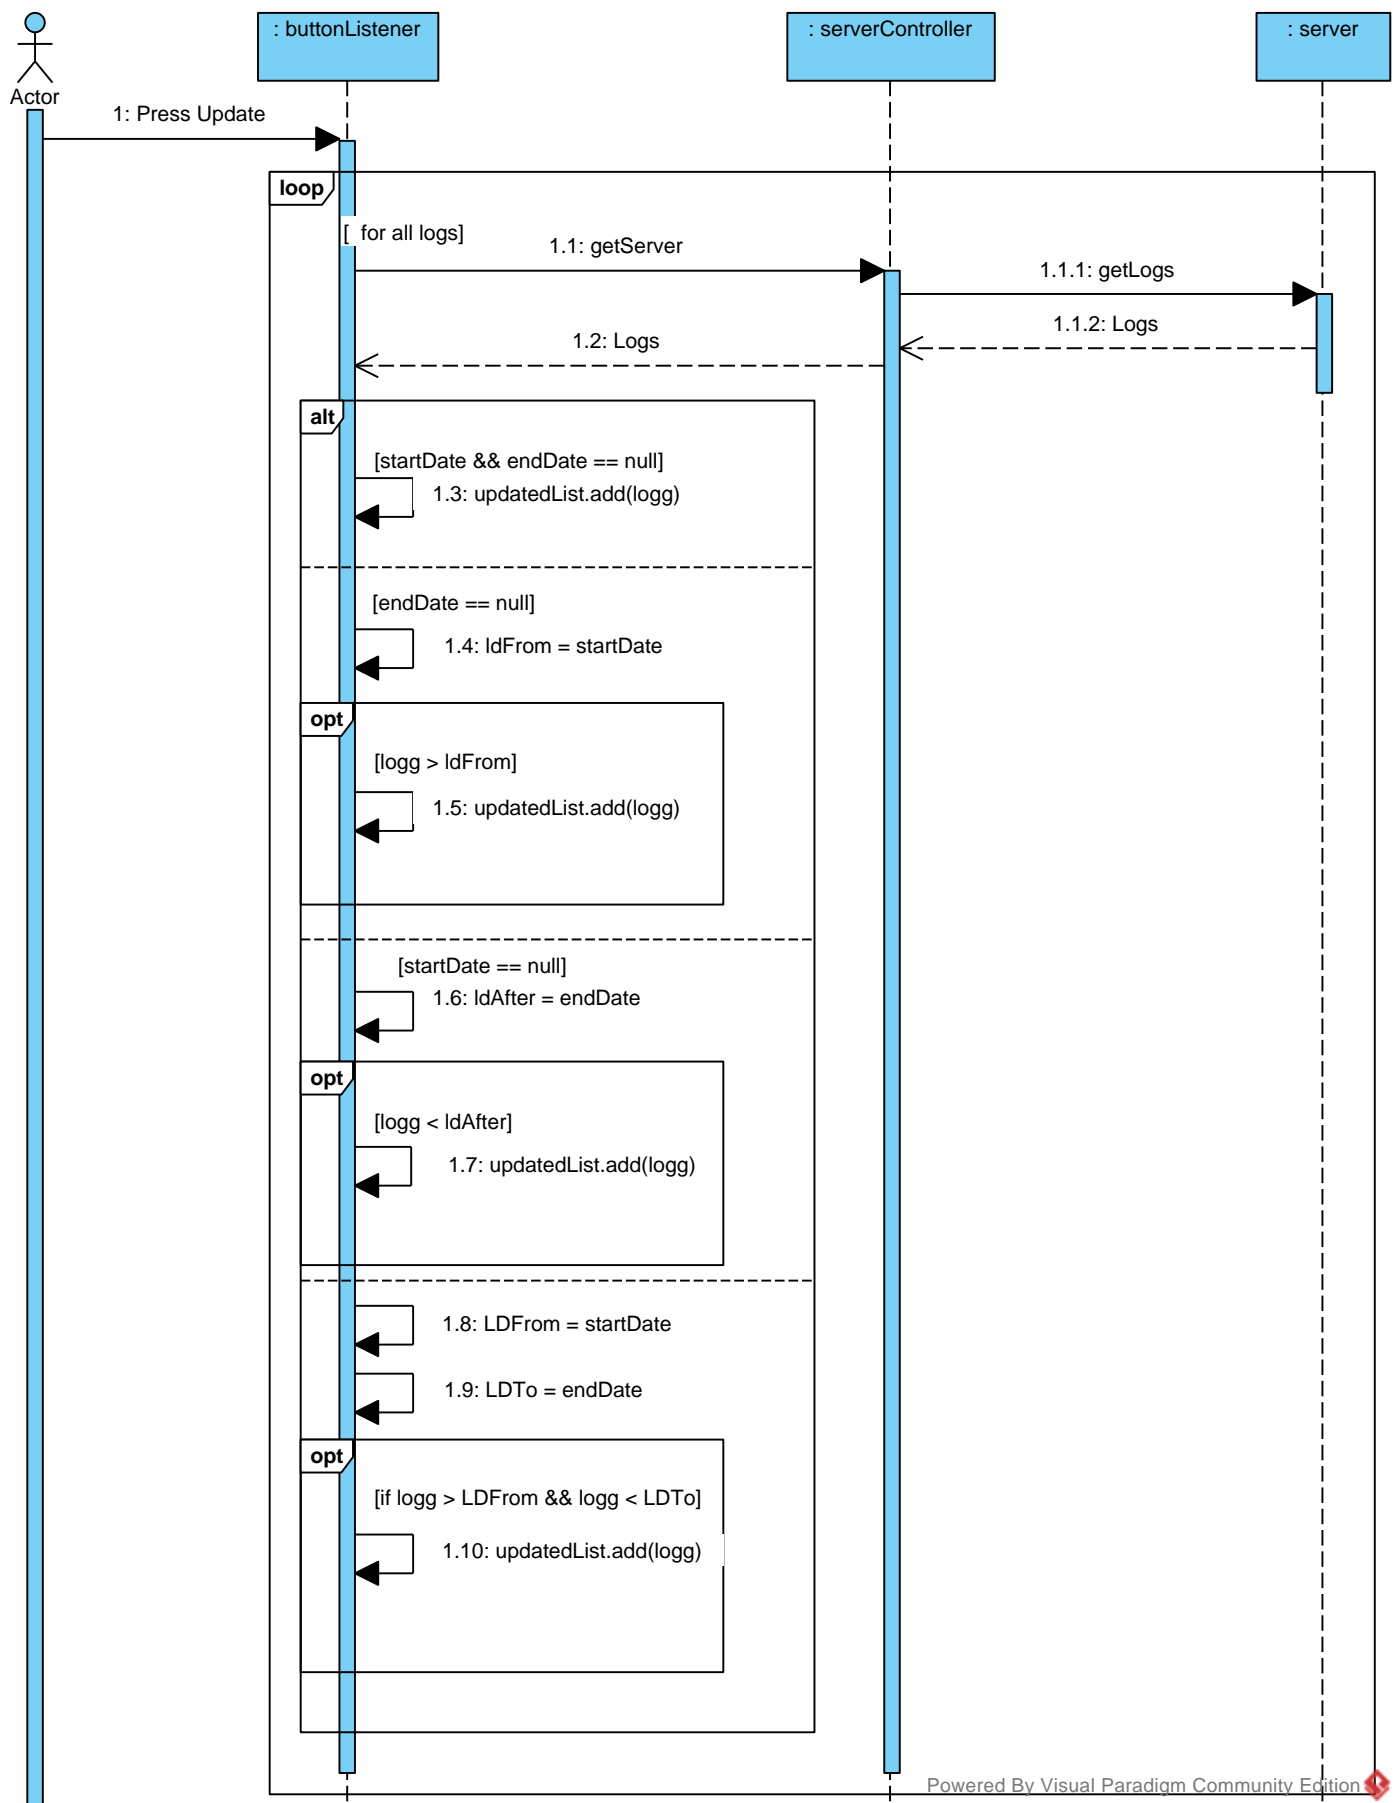 : buttonListener
: serverController
: server
Actor
1: Press Update
loop
[  for all logs]
1.1: getServer
1.1.1: getLogs
1.1.2: Logs
1.2: Logs
alt
[startDate && endDate == null]
1.3: updatedList.add(logg)
[endDate == null]
1.4: ldFrom = startDate
opt
[logg > ldFrom]
1.5: updatedList.add(logg)
[startDate == null]
1.6: ldAfter = endDate
opt
[logg < ldAfter]
1.7: updatedList.add(logg)
1.8: LDFrom = startDate
1.9: LDTo = endDate
opt
[if logg > LDFrom && logg < LDTo]
1.10: updatedList.add(logg)
Powered By Visual Paradigm Community Edition